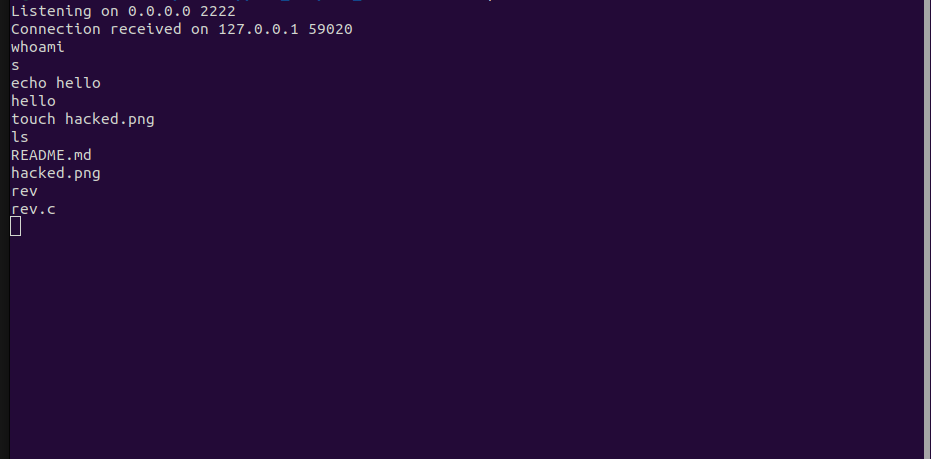 Listening on 0.0.0.0 2222
Connection received on 127.0.0.1 59020
whoami
s
echo hello
hello
touch hacked.png
ls
README.md
hacked.png
rev
rev.c